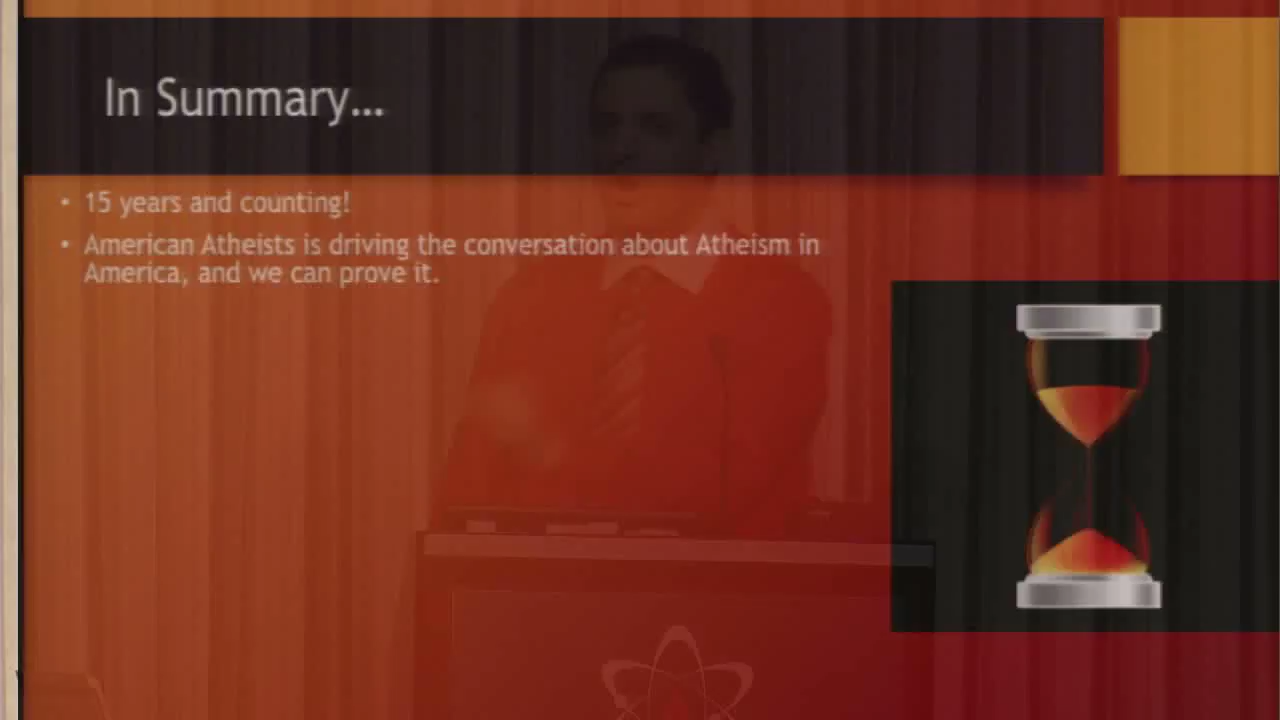 In Summary...
• 15 years and counting!
• American Atheists is driving the conversation about Atheism in
America, and we can prove it.